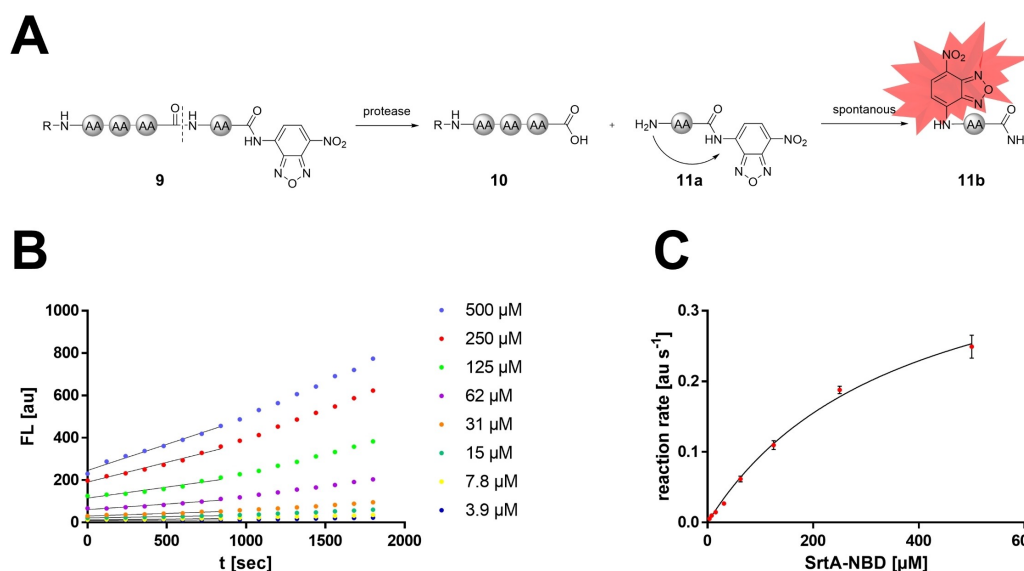 A
O
H
R-N
AA AA AA
HN
AA
O
HN
NO2
N O N
9
protease
H
R-N
AA AA AA
O
OH
10
+
H2N
AA
O
HN
NO2
N O N
11a
spontanous
NO2
N
O
N
HN
AA
O
NH
11b
B
FL [au]
1000
800
600
400
200
0
0 500 1000 1500 2000
t [sec]
500 µM
250 µM
125 µM
62 µM
31 µM
15 µM
7.8 µM
3.9 µM
C
reaction rate [au s-1]
0.3
0.2
0.1
0.0
0 200 400
SrtA-NBD [µM]